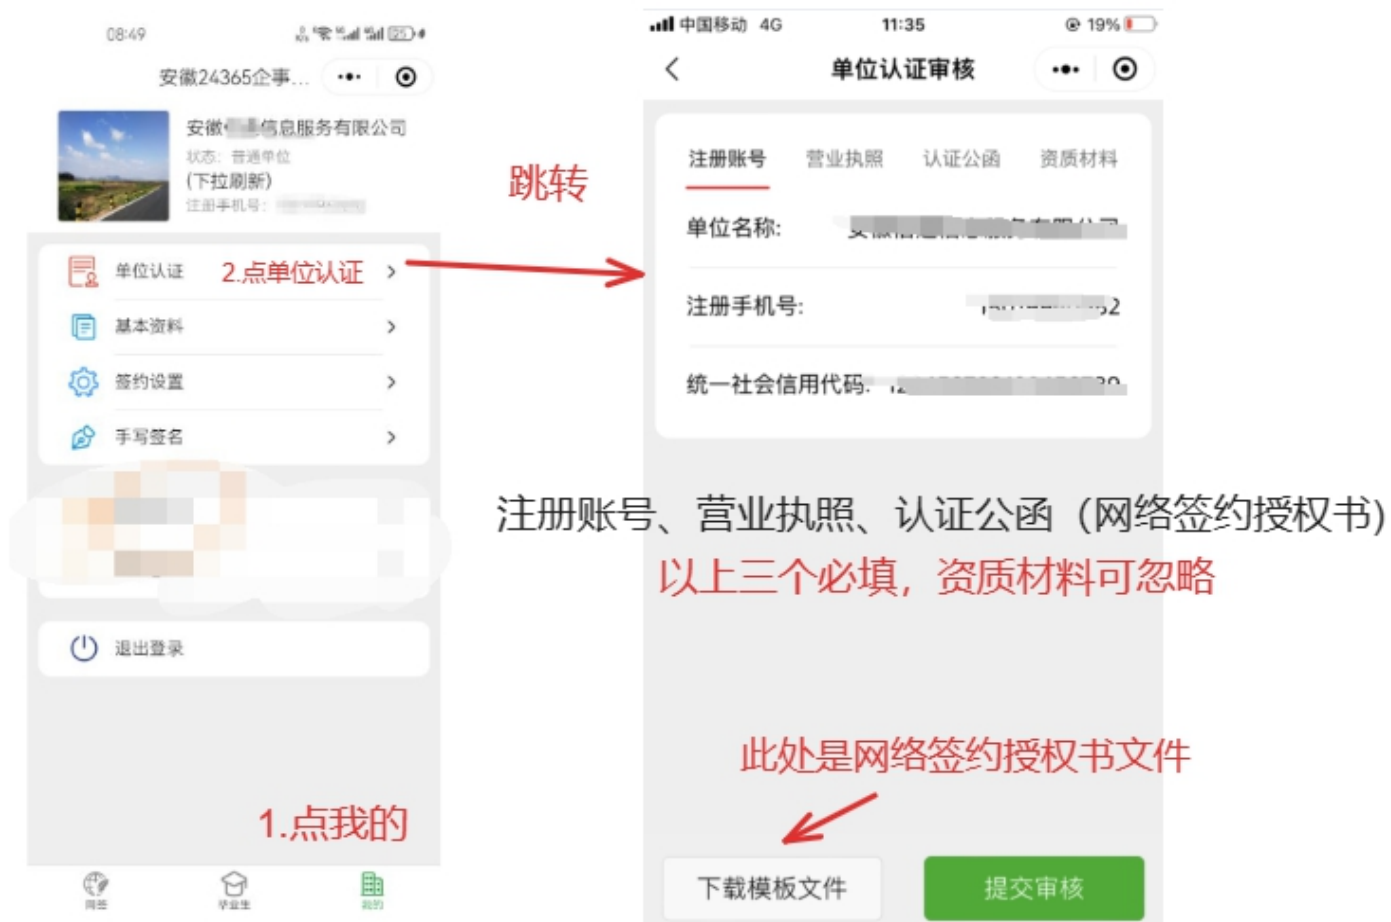 08:49
安徽24365企事...
安徽 信息服务有限公司
状态：普通单位
(下拉刷新)
注册手机号：
单位认证
2.点单位认证
基本资料
签约设置
手写签名
退出登录
1.点我的
网签
毕业生
我的
跳转
中国移动 4G
11:35
19%
单位认证审核
注册账号
营业执照
认证公函
资质材料
单位名称:
注册手机号:
2
统一社会信用代码:
注册账号、营业执照、认证公函（网络签约授权书)
以上三个必填，资质材料可忽略
此处是网络签约授权书文件
下载模板文件
提交审核